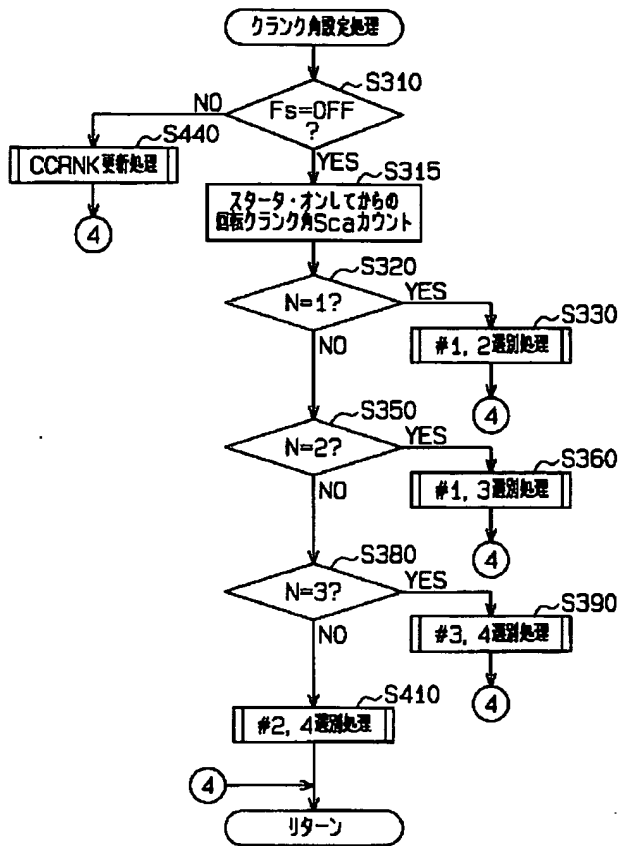 クランク角設定処理
S310
Fs=OFF
?
NO
YES
S440
CCRNK更新処理
4
S315
スタータ・オンしてからの
回転クランク角Scaカウント
S320
N=1?
YES
NO
S330
#1, 2選別処理
4
S350
N=2?
YES
NO
S360
#1, 3選別処理
4
S380
N=3?
YES
NO
S390
#3, 4選別処理
4
S410
#2, 4選別処理
4
リターン